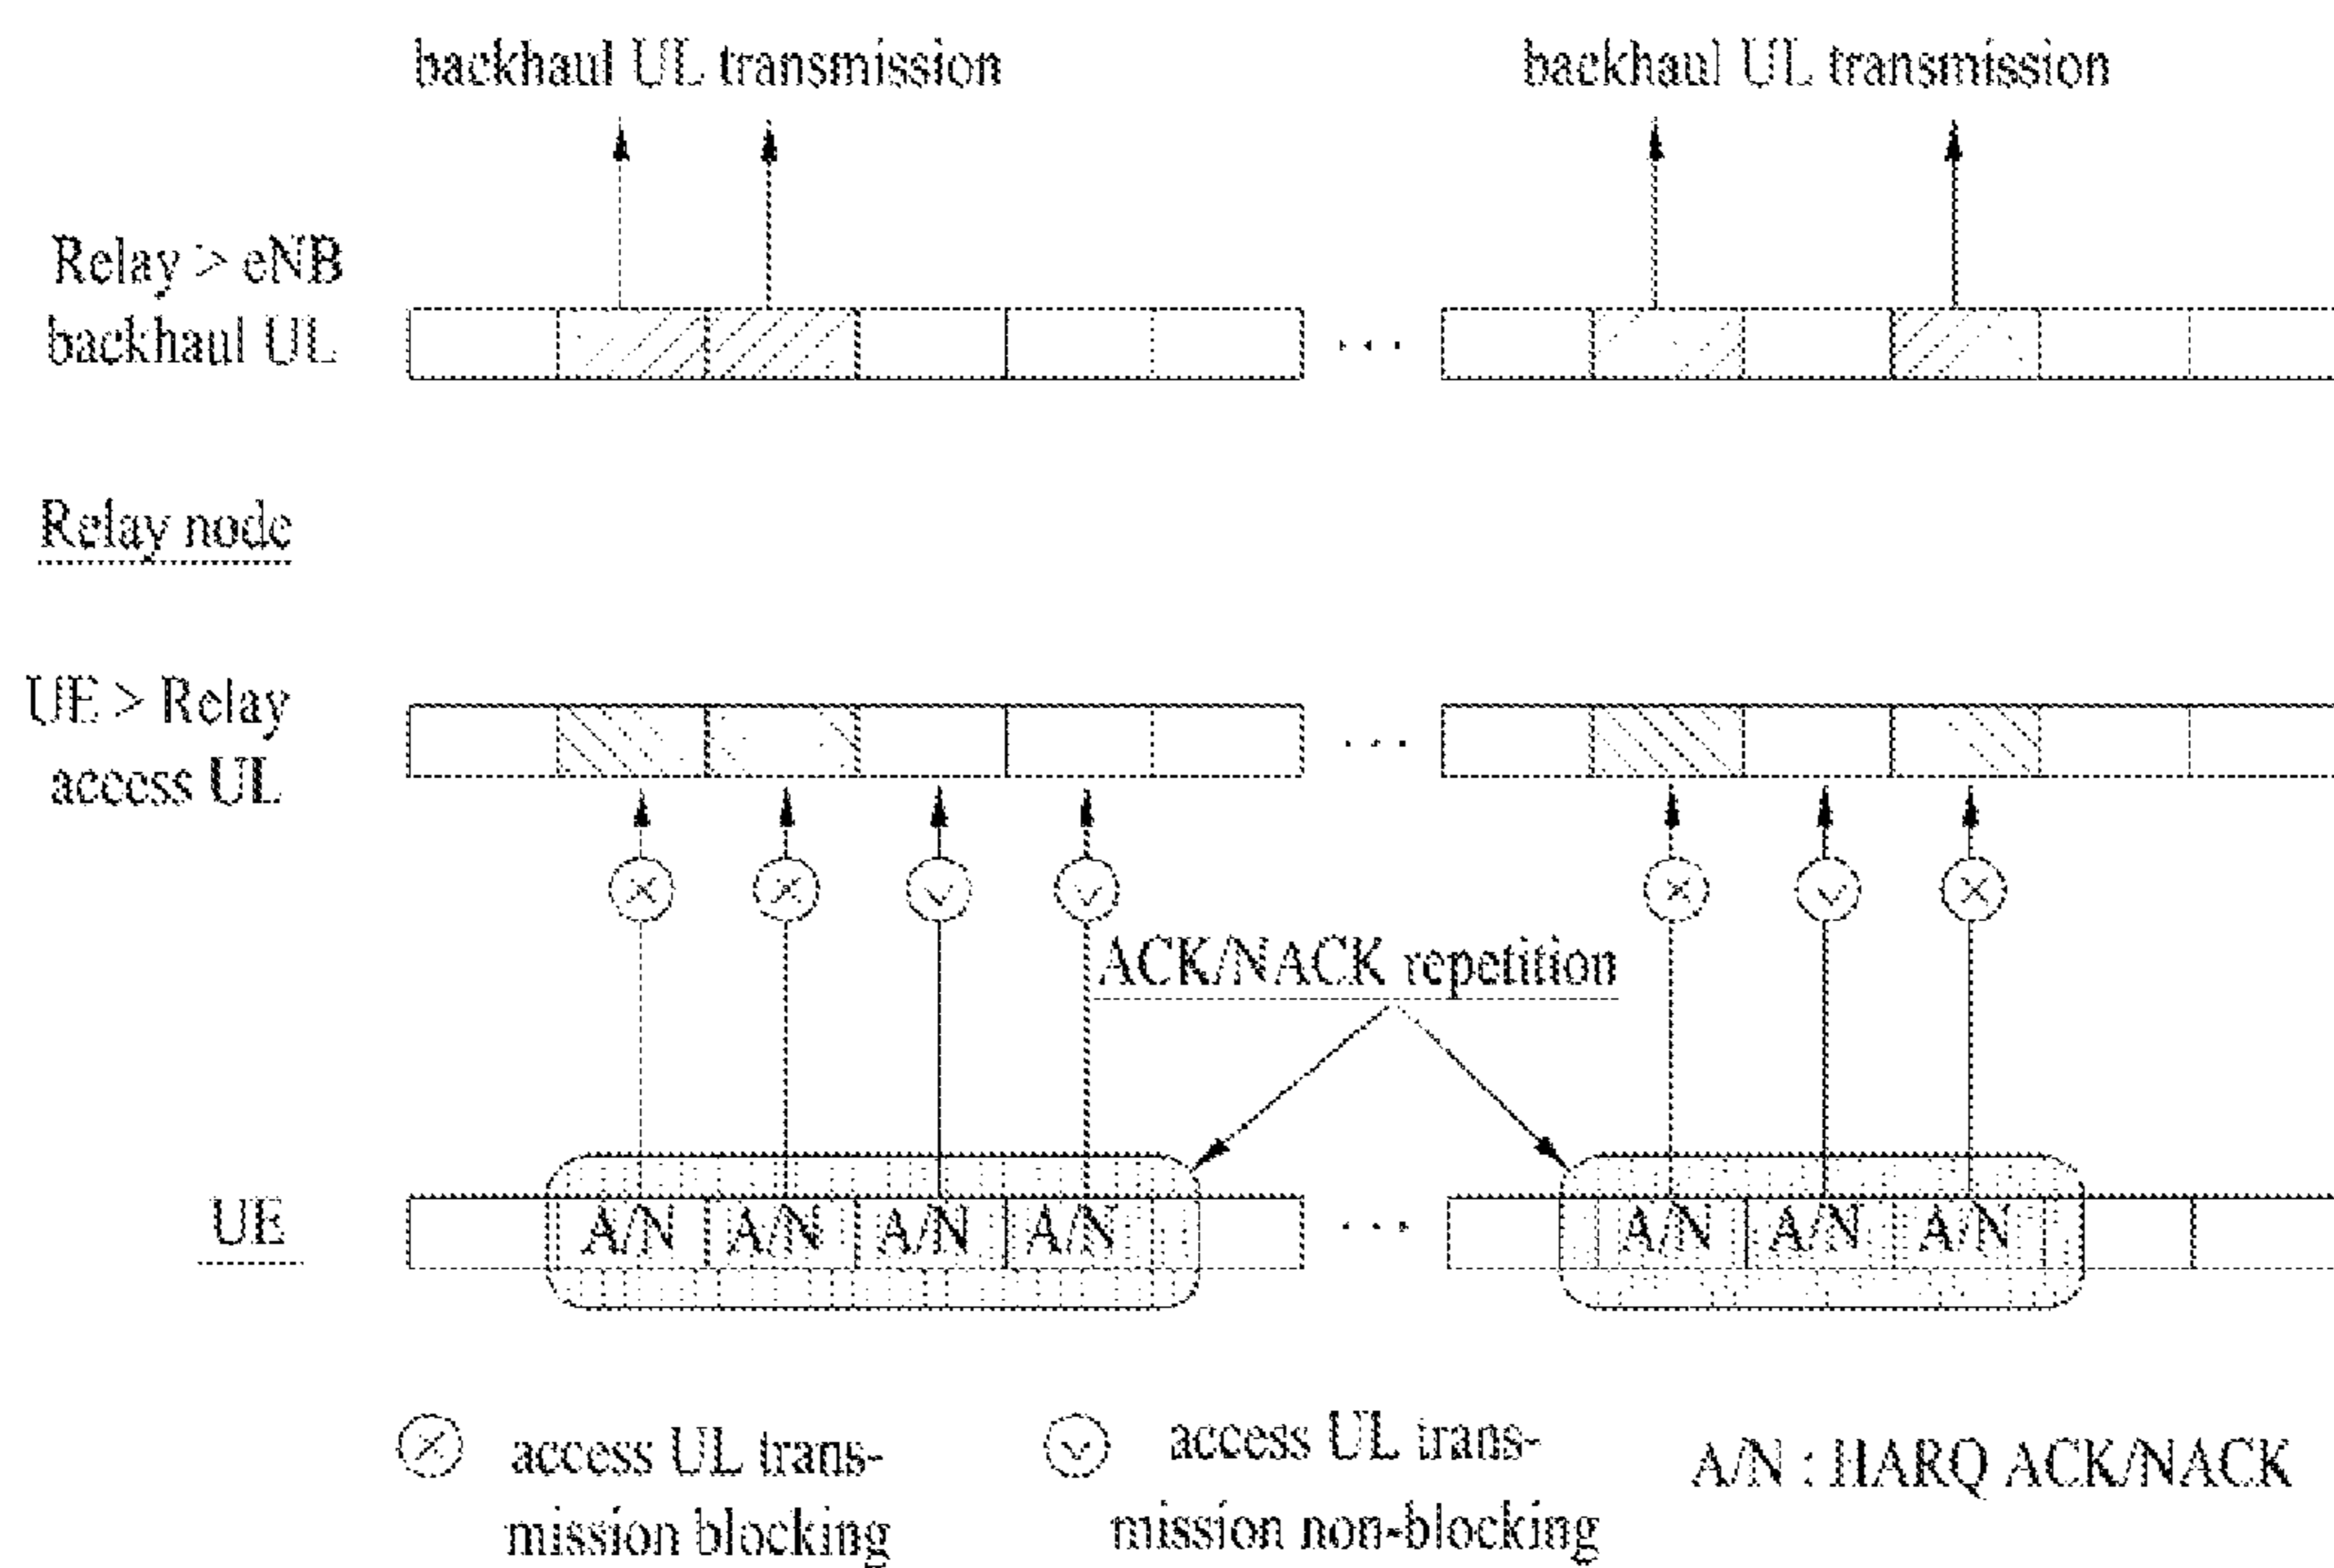 backhaul UL transmission
backhaul UL transmission
Relay > eNB
backhaul UL
...
Relay node
UE > Relay
access UL
...
ACK/NACK repetition
UE
A/N A/N A/N A/N
...
A/N A/N A/N
access UL trans-
mission blocking
access UL trans-
mission non-blocking
A/N : HARQ ACK/NACK